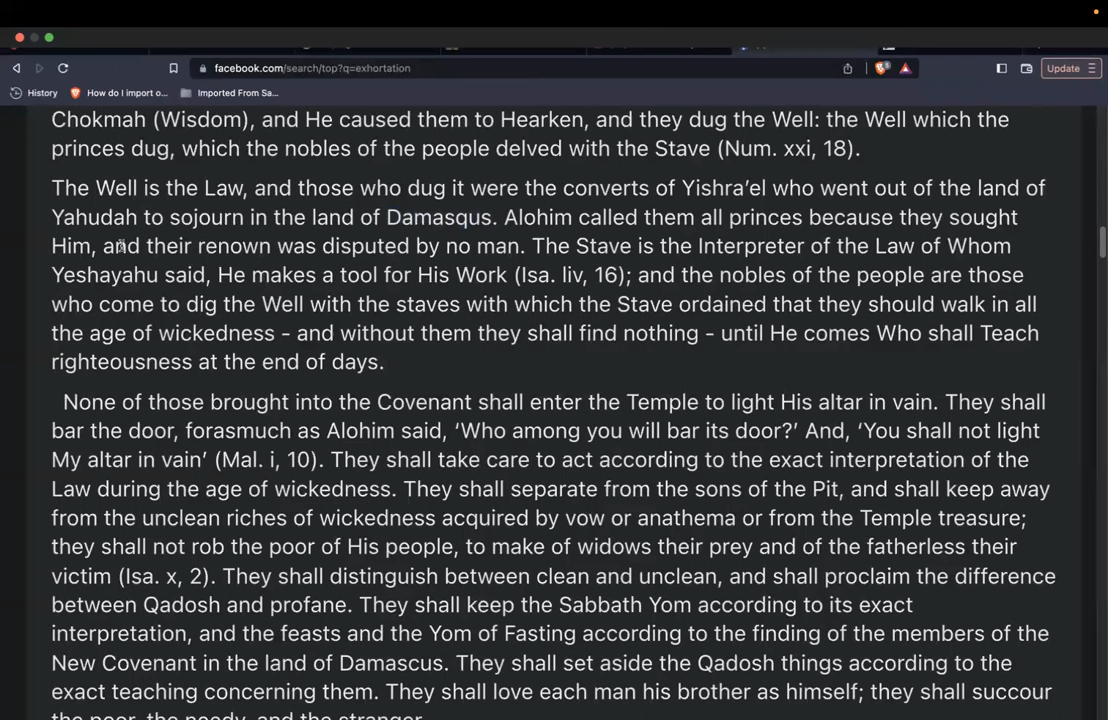 facebook.com/search/top?q=exhortation
Update
History
How do I import o...
Imported From Sa...
Chokmah (Wisdom), and He caused them to Hearken, and they dug the Well: the Well which the
princes dug, which the nobles of the people delved with the Stave (Num. xxi, 18).
The Well is the Law, and those who dug it were the converts of Yishra’el who went out of the land of
Yahudah to sojourn in the land of Damasqus. Alohim called them all princes because they sought
Him, and their renown was disputed by no man. The Stave is the Interpreter of the Law of Whom
Yeshayahu said, He makes a tool for His Work (Isa. liv, 16); and the nobles of the people are those
who come to dig the Well with the staves with which the Stave ordained that they should walk in all
the age of wickedness - and without them they shall find nothing - until He comes Who shall Teach
righteousness at the end of days.
None of those brought into the Covenant shall enter the Temple to light His altar in vain. They shall
bar the door, forasmuch as Alohim said, ‘Who among you will bar its door?’ And, ‘You shall not light
My altar in vain’ (Mal. i, 10). They shall take care to act according to the exact interpretation of the
Law during the age of wickedness. They shall separate from the sons of the Pit, and shall keep away
from the unclean riches of wickedness acquired by vow or anathema or from the Temple treasure;
they shall not rob the poor of His people, to make of widows their prey and of the fatherless their
victim (Isa. x, 2). They shall distinguish between clean and unclean, and shall proclaim the difference
between Qadosh and profane. They shall keep the Sabbath Yom according to its exact
interpretation, and the feasts and the Yom of Fasting according to the finding of the members of the
New Covenant in the land of Damascus. They shall set aside the Qadosh things according to the
exact teaching concerning them. They shall love each man his brother as himself; they shall succour
the poor, the needy, and the stranger.